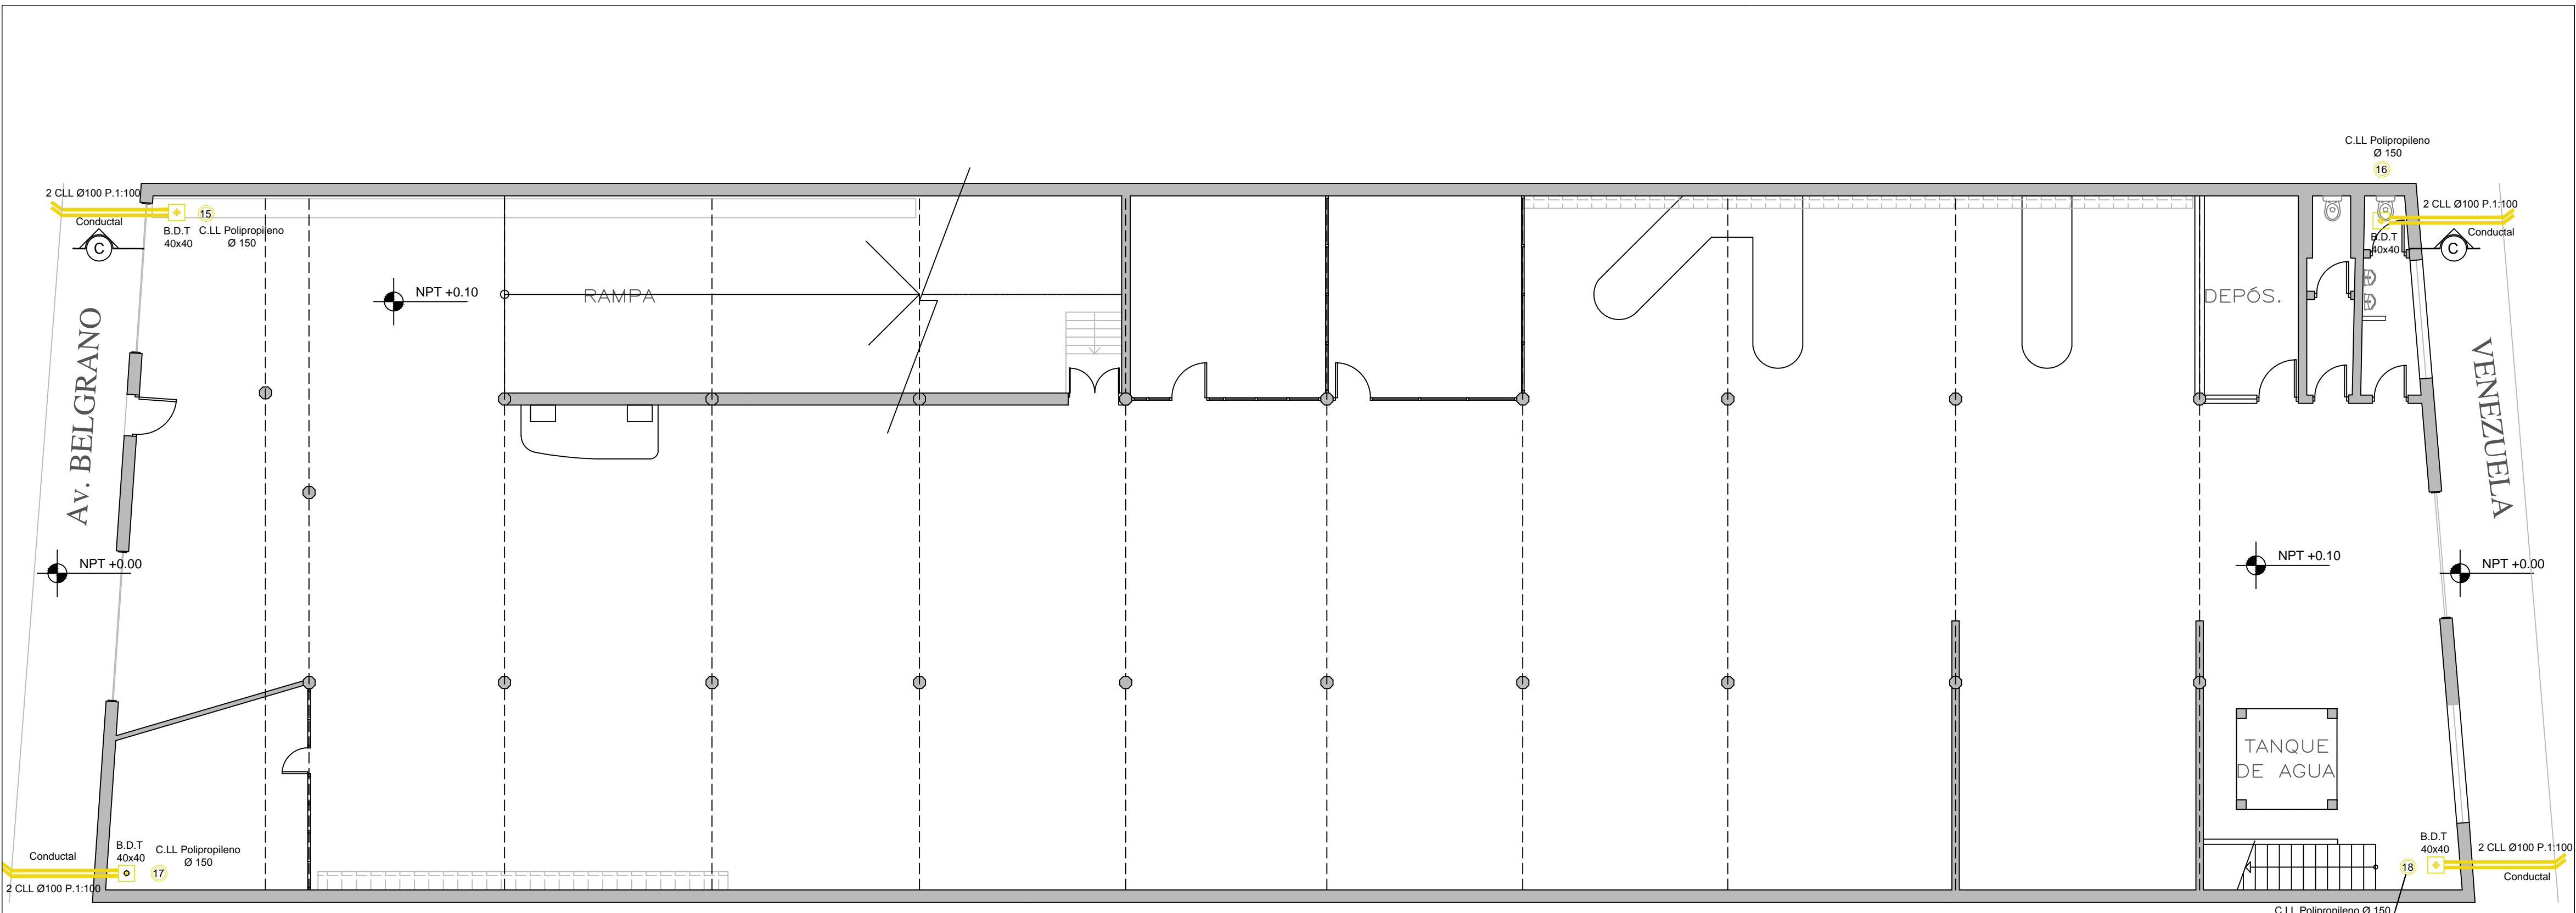 C.LL Polipropileno
Ø 150
16
2 CLL Ø100 P.1:100
Conductal
C
15
B.D.T
40x40
C.LL Polipropileno
Ø 150
2 CLL Ø100 P.1:100
Conductal
B.D.T
40x40
C
NPT +0.10
RAMPA
DEPÓS.
Av. BELGRANO
VENEZUELA
NPT +0.00
NPT +0.10
NPT +0.00
TANQUE
DE AGUA
Conductal
2 CLL Ø100 P.1:100
B.D.T
40x40
C.LL Polipropileno
Ø 150
17
B.D.T
40x40
18
2 CLL Ø100 P.1:100
Conductal
C.LL Polipropileno Ø 150